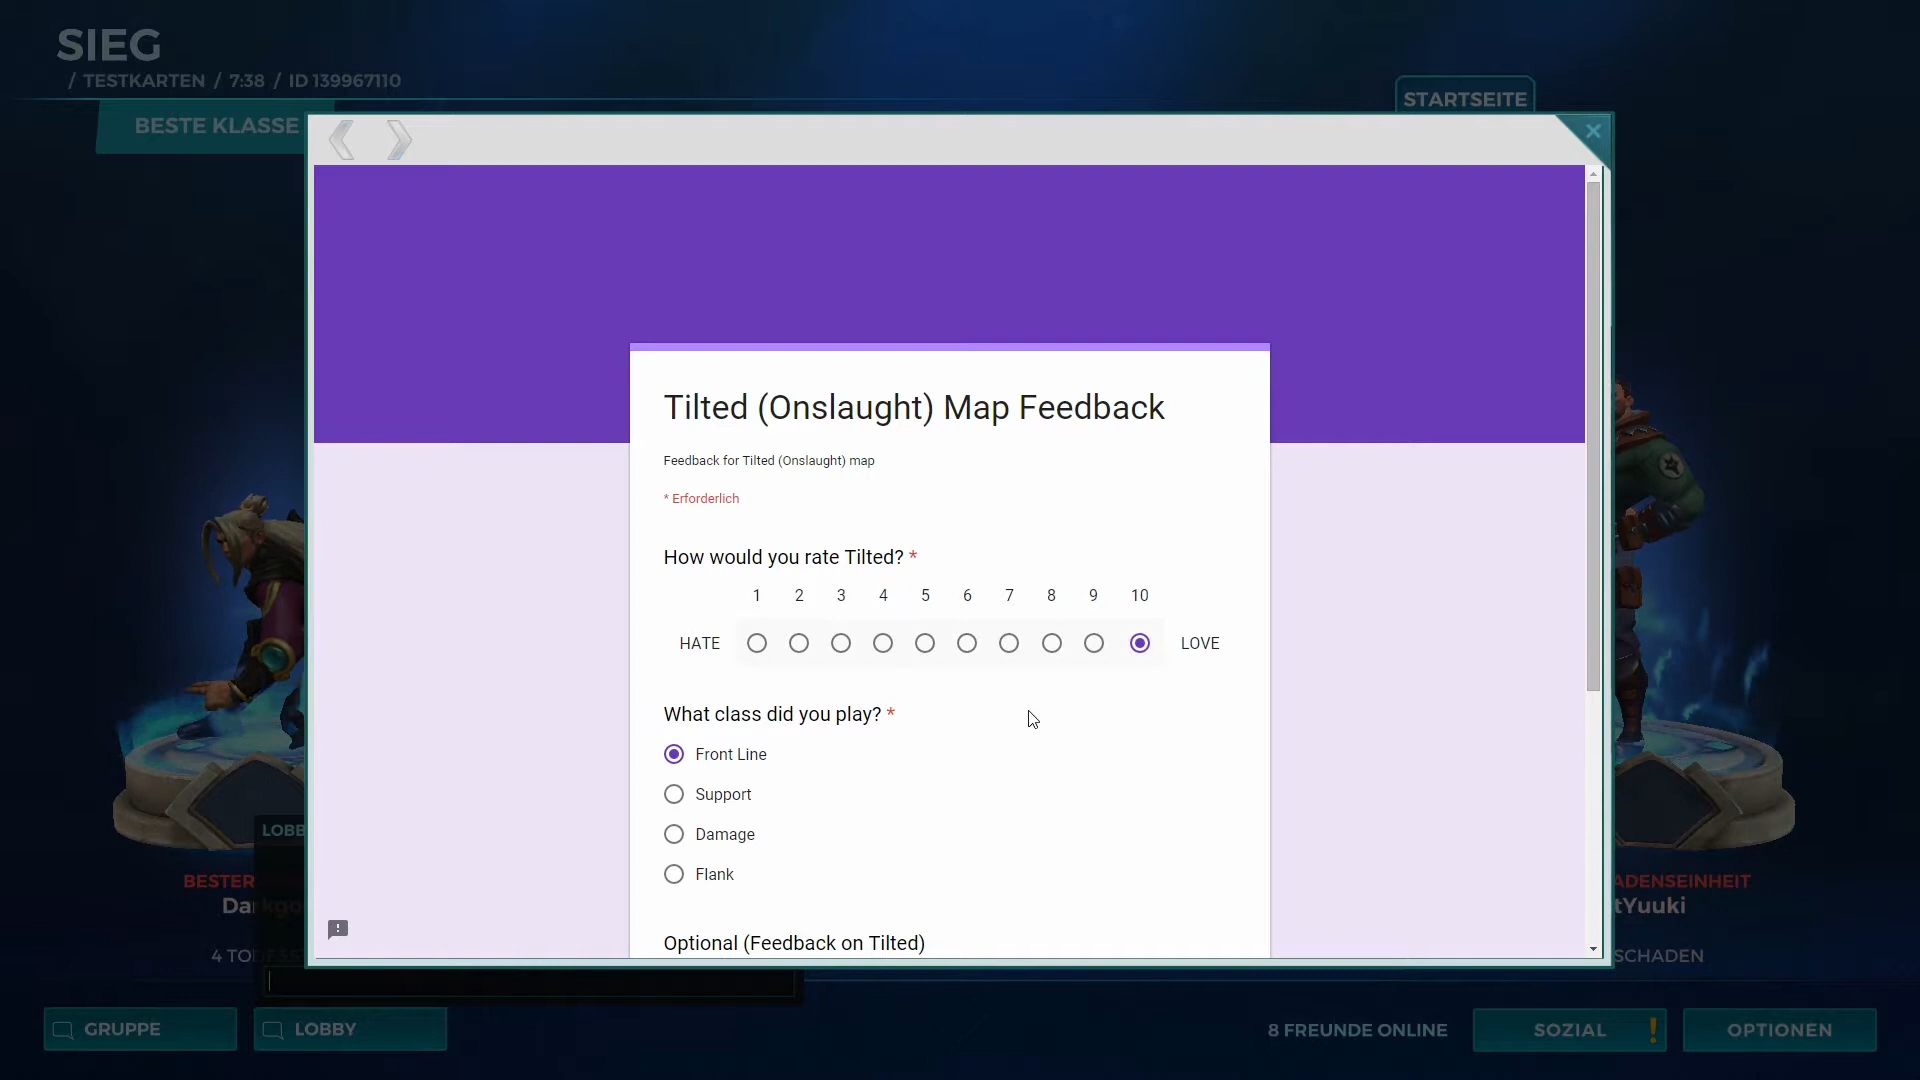 SIEG
/ TESTKARTEN / 7:38 / ID 139967110
STARTSEITE
BESTE KLASSE
Tilted (Onslaught) Map Feedback
Feedback for Tilted (Onslaught) map
* Erforderlich
How would you rate Tilted? *
1 2 3 4 5 6 7 8 9 10
HATE LOVE
What class did you play? *
Front Line
Support
Damage
Flank
Optional (Feedback on Tilted)
LOBB
BESTER
ADENSEINHEIT
tYuuki
SCHADEN
GRUPPE
LOBBY
8 FREUNDE ONLINE
SOZIAL !
OPTIONEN